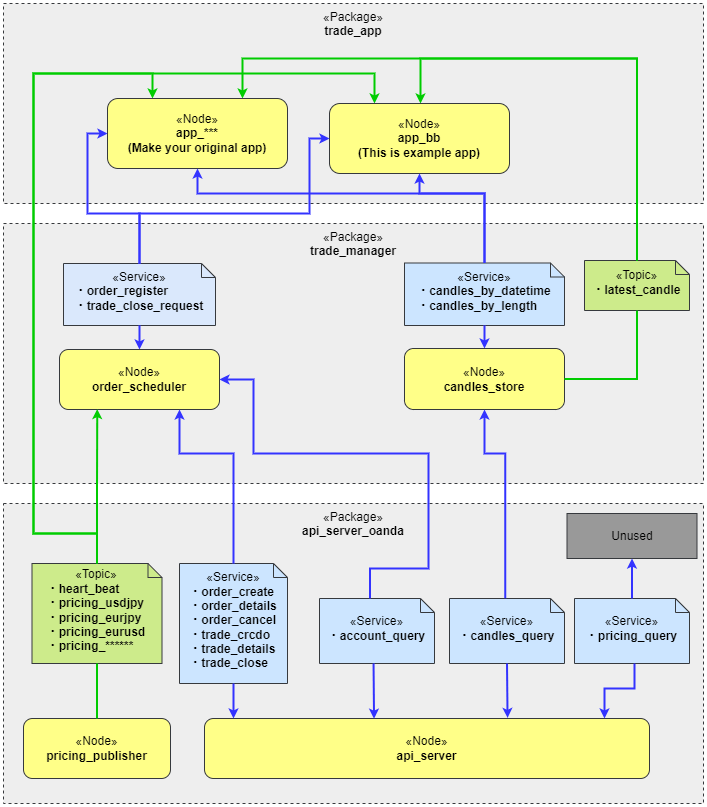 «Package»
trade_app
«Node»
app_***
(Make your original app)
«Node»
app_bb
(This is example app)
«Package»
trade_manager
«Service»
・order_register
・trade_close_request
«Service»
・candles_by_datetime
・candles_by_length
«Topic»
・latest_candle
«Node»
order_scheduler
«Node»
candles_store
«Package»
api_server_oanda
Unused
«Topic»
・heart_beat
・pricing_usdjpy
・pricing_eurjpy
・pricing_eurusd
・pricing_******
«Service»
・order_create
・order_details
・order_cancel
・trade_crcdo
・trade_details
・trade_close
«Service»
・account_query
«Service»
・candles_query
«Service»
・pricing_query
«Node»
pricing_publisher
«Node»
api_server